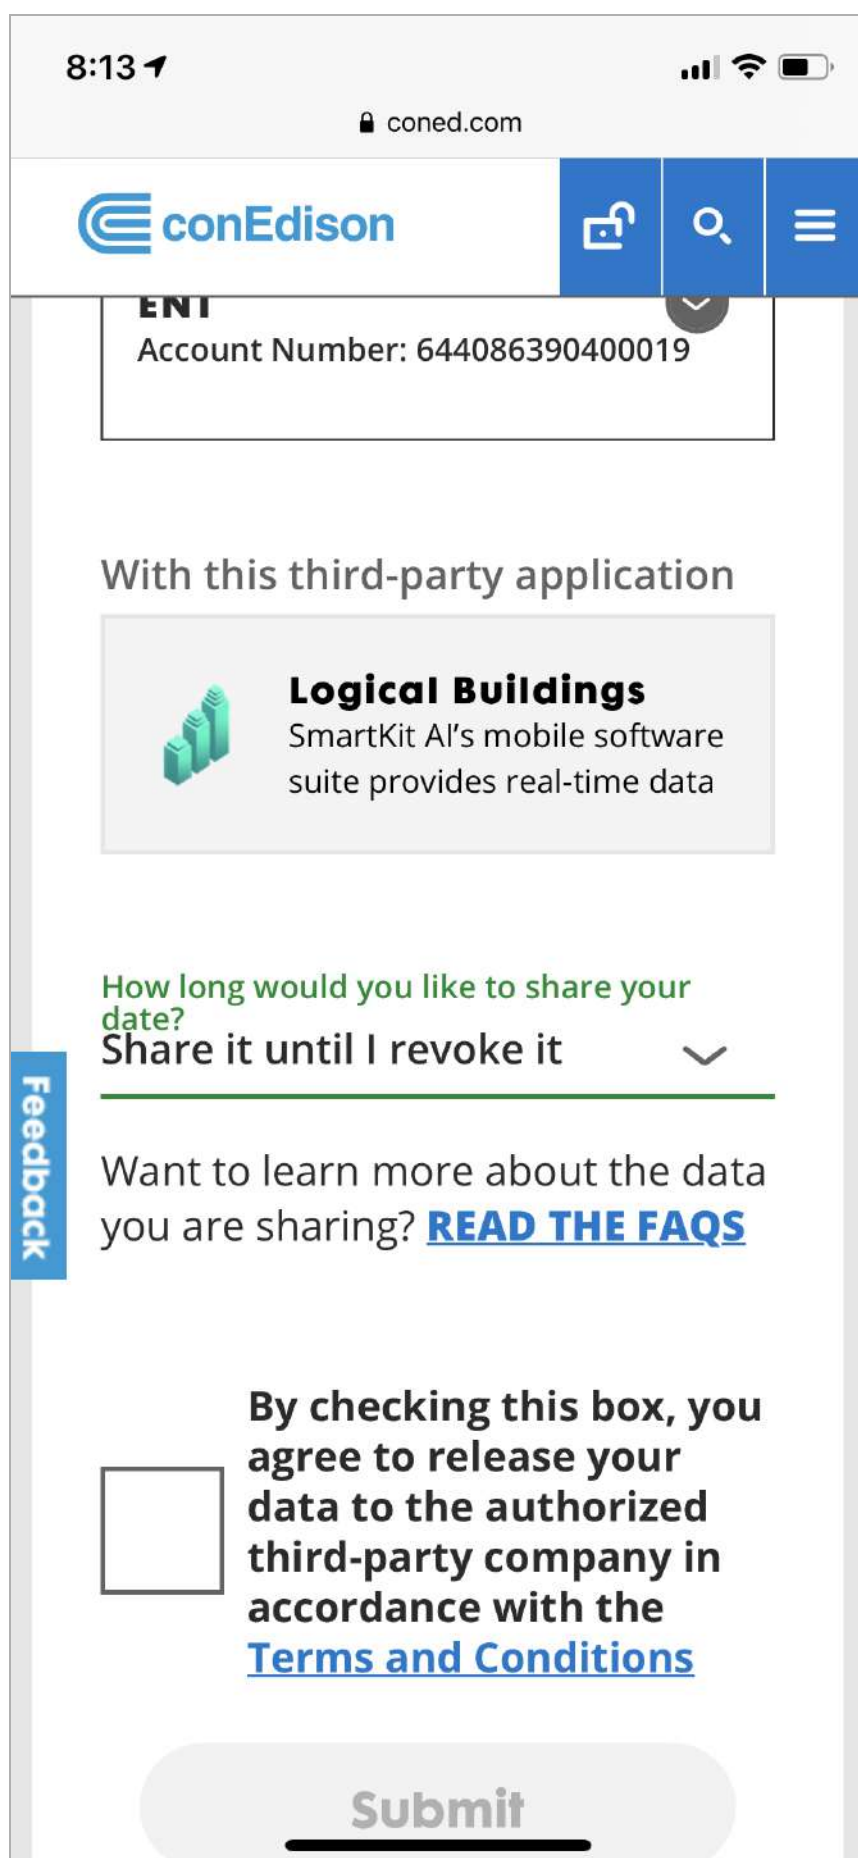 8:13
coned.com
conEdison
ENT
Account Number: 644086390400019
With this third-party application
Logical Buildings
SmartKit AI's mobile software
suite provides real-time data
How long would you like to share your
date?
Share it until I revoke it
Feedback
Want to learn more about the data
you are sharing? READ THE FAQS
By checking this box, you
agree to release your
data to the authorized
third-party company in
accordance with the
Terms and Conditions
Submit